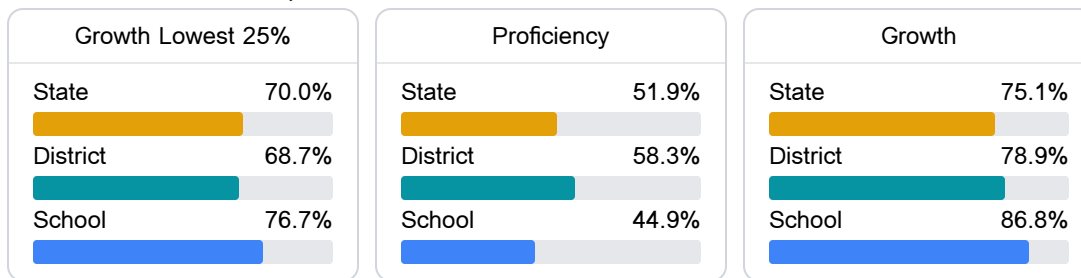 Growth Lowest 25%
State 70.0%
District 68.7%
School 76.7%
Proficiency
State 51.9%
District 58.3%
School 44.9%
Growth
State 75.1%
District 78.9%
School 86.8%